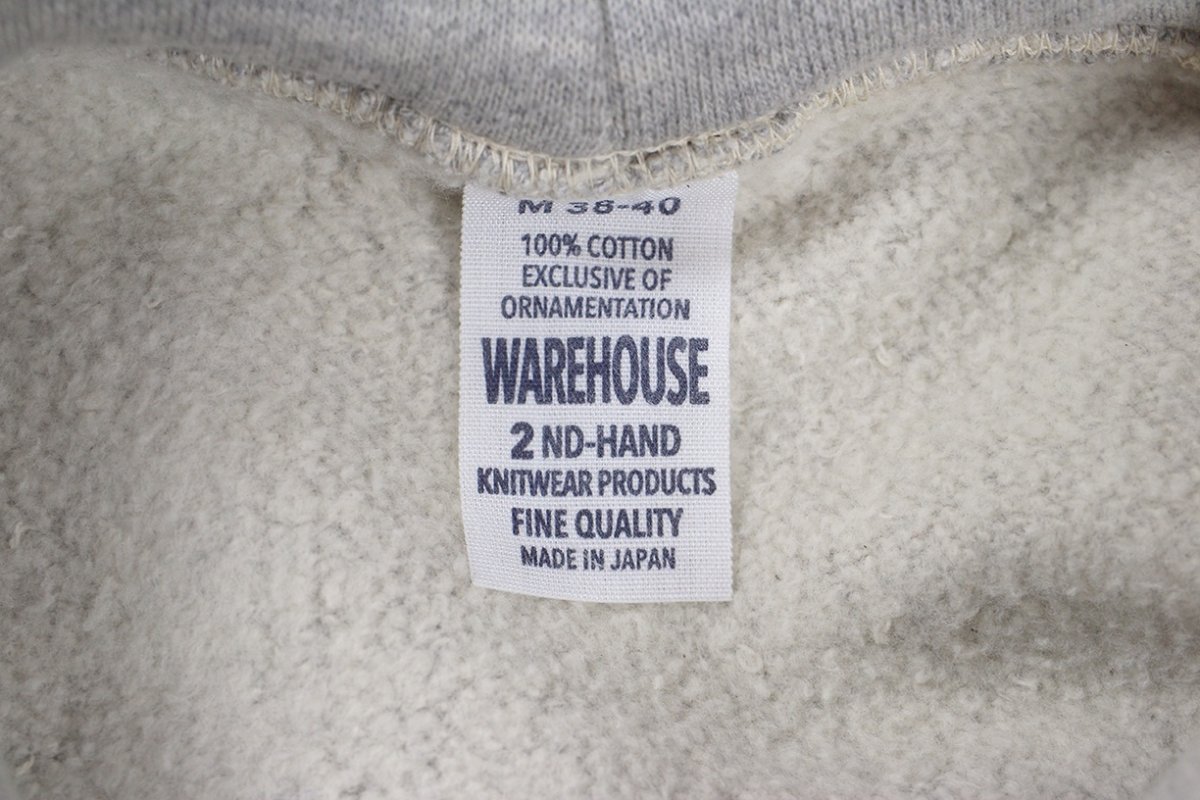 M 38-40
100% COTTON
EXCLUSIVE OF
ORNAMENTATION
WAREHOUSE
2 ND-HAND
KNITWEAR PRODUCTS
FINE QUALITY
MADE IN JAPAN